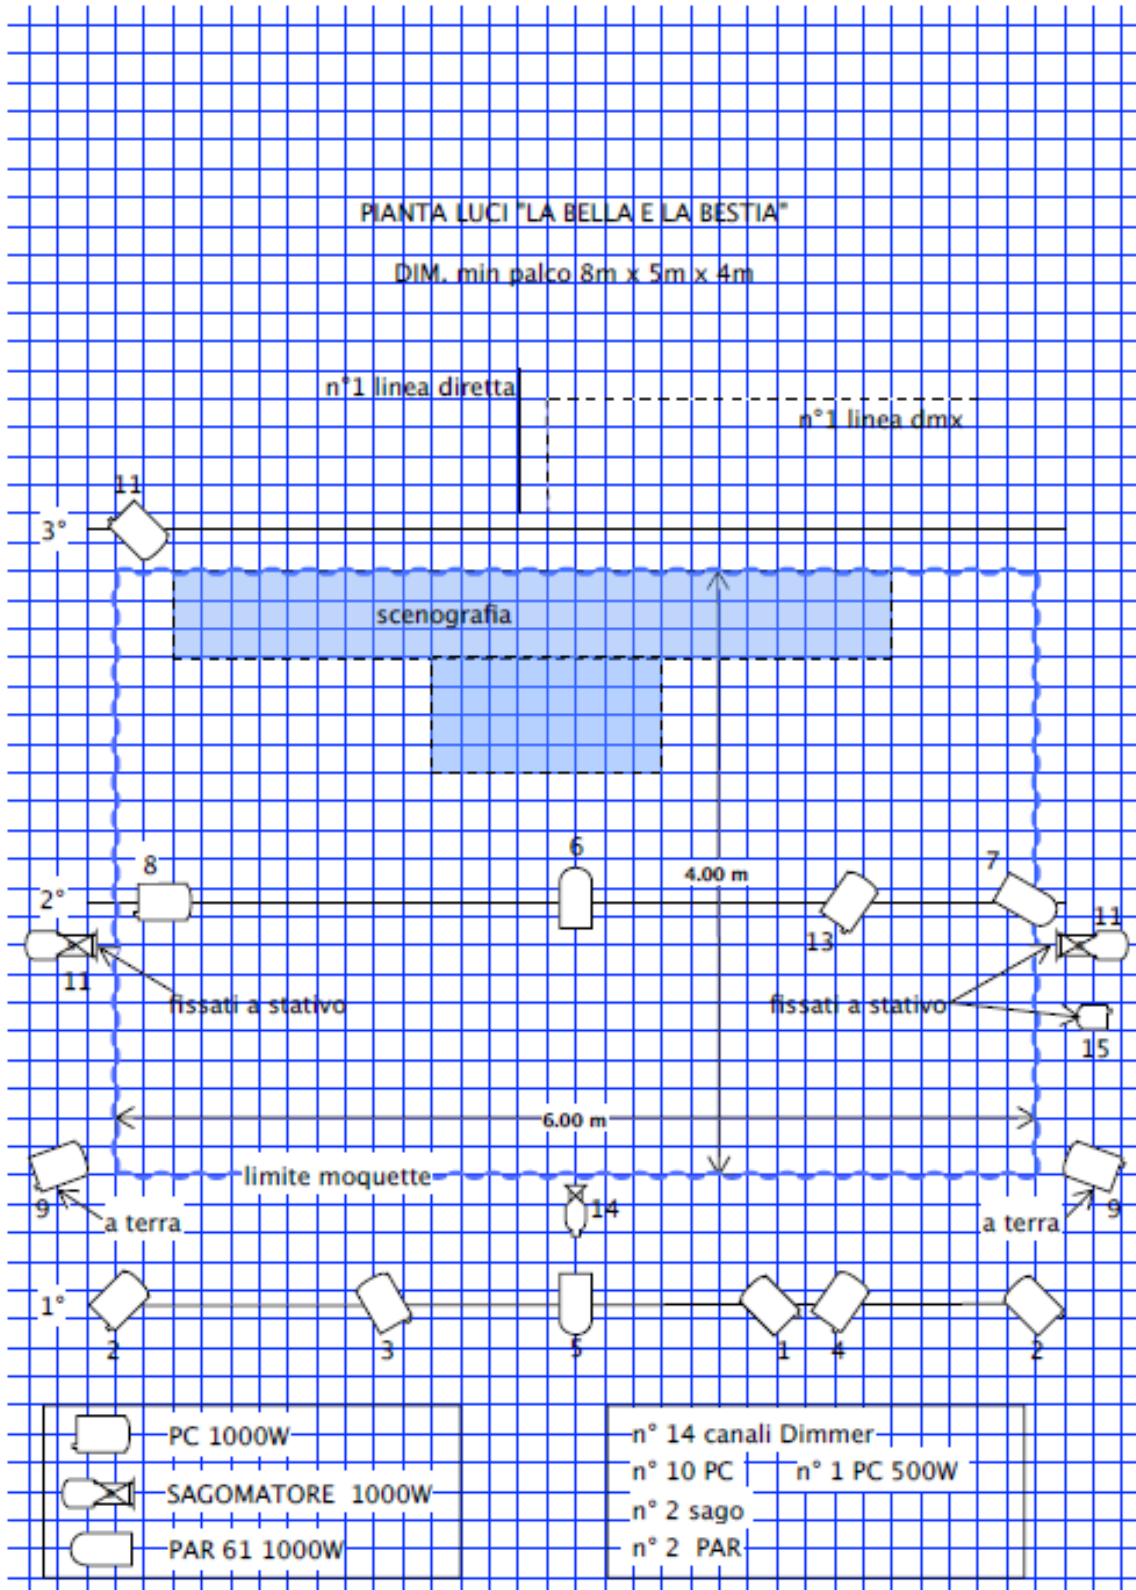 PIANTA LUCI "LA BELLA E LA BESTIA"
DIM. min palco 8m x 5m x 4m
n°1 linea diretta
n°1 linea dmx
11
3°
scenografia
6
8
7
4.00 m
2°
13
11
11
fissati a stativo
fissati a stativo
15
6.00 m
limite moquette
9
14
9
a terra
a terra
1°
2
3
5
1
4
2
PC 1000W
SAGOMATORE 1000W
PAR 61 1000W
n° 14 canali Dimmer
n° 10 PC n° 1 PC 500W
n° 2 sago
n° 2 PAR